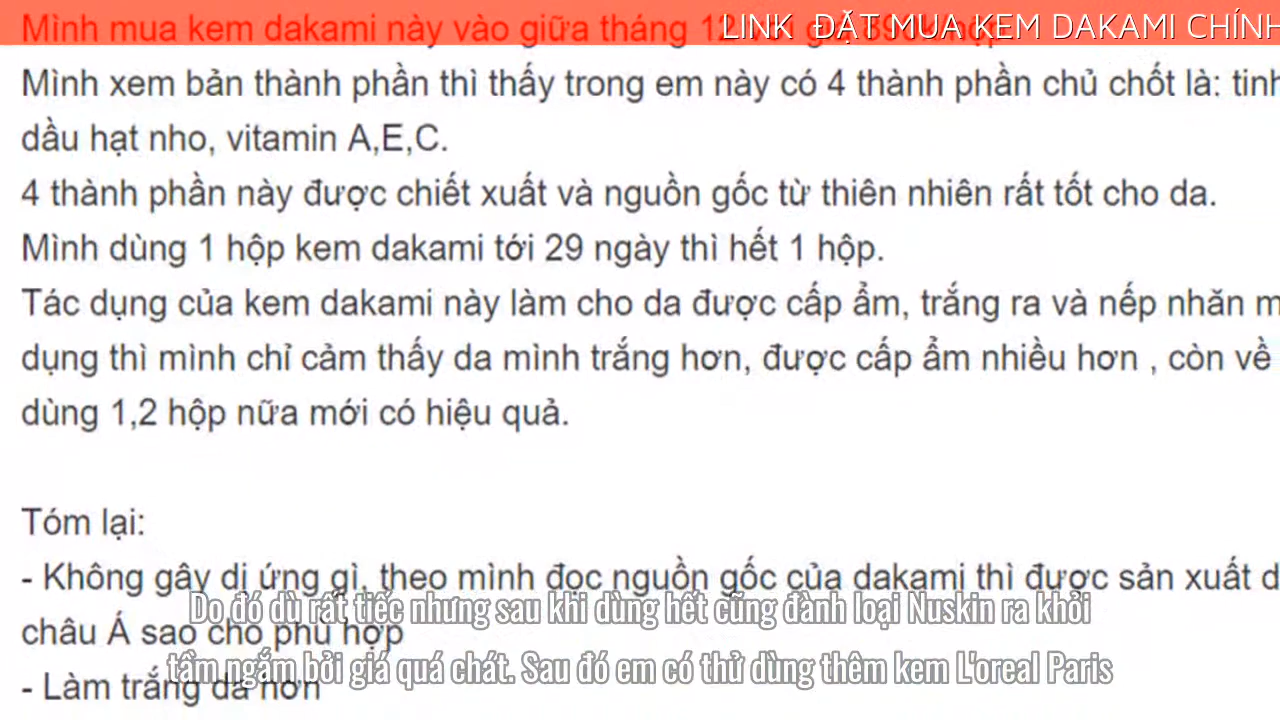 LINK ĐẶT MUA KEM DAKAMI CHÍNH
Mình mua kem dakami này vào giữa tháng 12
Mình xem bản thành phần thì thấy trong em này có 4 thành phần chủ chốt là: tinh
dầu hạt nho, vitamin A,E,C.
4 thành phần này được chiết xuất và nguồn gốc từ thiên nhiên rất tốt cho da.
Mình dùng 1 hộp kem dakami tới 29 ngày thì hết 1 hộp.
Tác dụng của kem dakami này làm cho da được cấp ẩm, trắng ra và nếp nhăn m
dụng thì mình chỉ cảm thấy da mình trắng hơn, được cấp ẩm nhiều hơn , còn về
dùng 1,2 hộp nữa mới có hiệu quả.
Tóm lại:
- Không gây dị ứng gì, theo mình đọc nguồn gốc của dakami thì được sản xuất d
châu Á sao cho phù hợp
- Làm trắng da hơn
Do đó dù rất tiếc nhưng sau khi dùng hết cũng đành loại Nuskin ra khỏi
tầm ngắm bởi giá quá chát. Sau đó em có thử dùng thêm kem L'oreal Paris